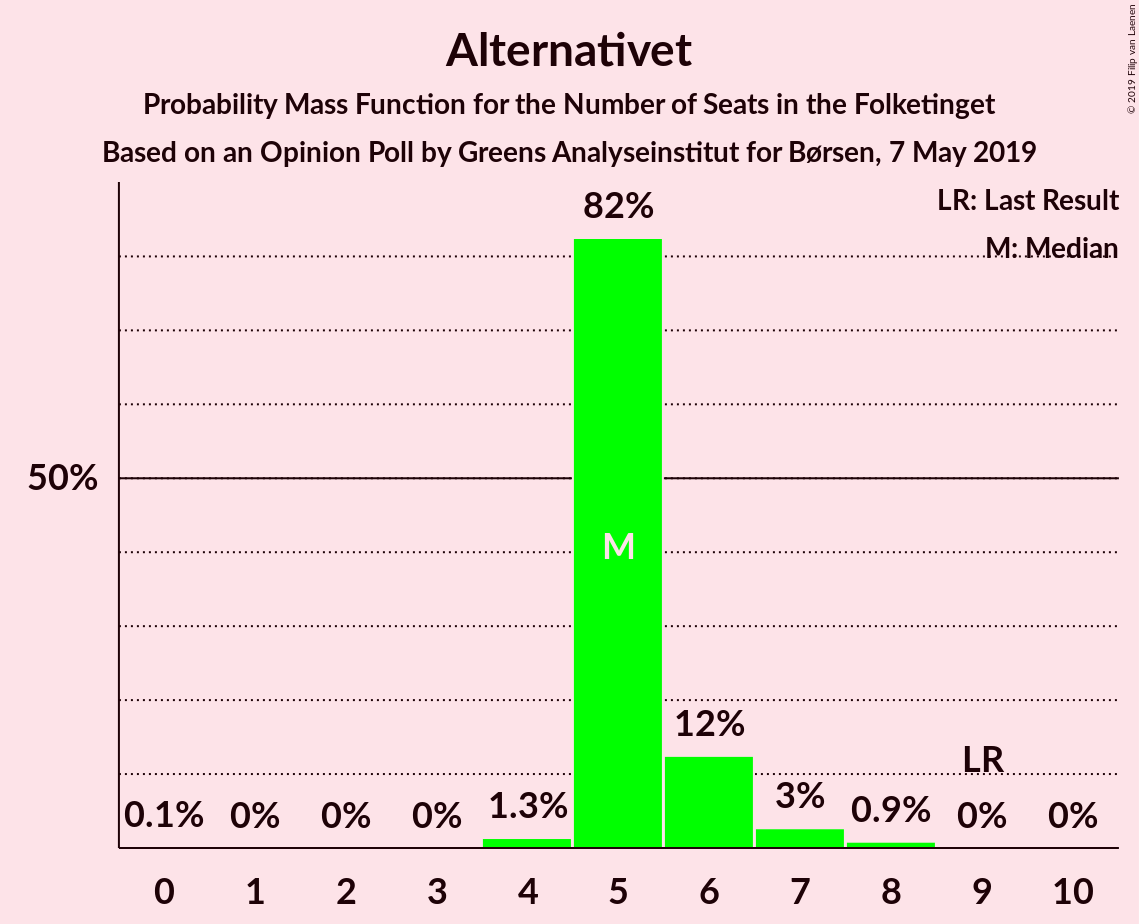 Alternativet
Probability Mass Function for the Number of Seats in the Folketinget
Based on an Opinion Poll by Greens Analyseinstitut for Børsen, 7 May 2019
© 2019 Filip van Laenen
LR: Last Result
M: Median
82%
50%
M
12%
LR
0.1%
0%
0%
0%
1.3%
3%
0.9%
0%
0%
0 1 2 3 4 5 6 7 8 9 10